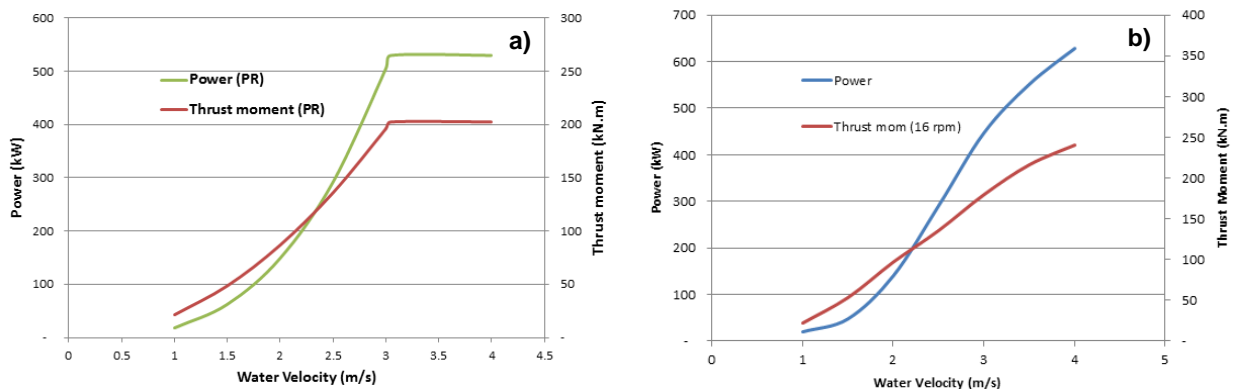 a)
600
500
400
300
200
100
-
Power (kW)
300
250
200
150
100
50
-
Thrust moment (kN.m)
Power (PR)
Thrust moment (PR)
0 0.5 1 1.5 2 2.5 3 3.5 4 4.5
Water Velocity (m/s)
b)
700
600
500
400
300
200
100
-
Power (kW)
400
350
300
250
200
150
100
50
-
Thrust Moment (kN.m)
Power
Thrust mom (16 rpm)
0 1 2 3 4 5
Water Velocity (m/s)